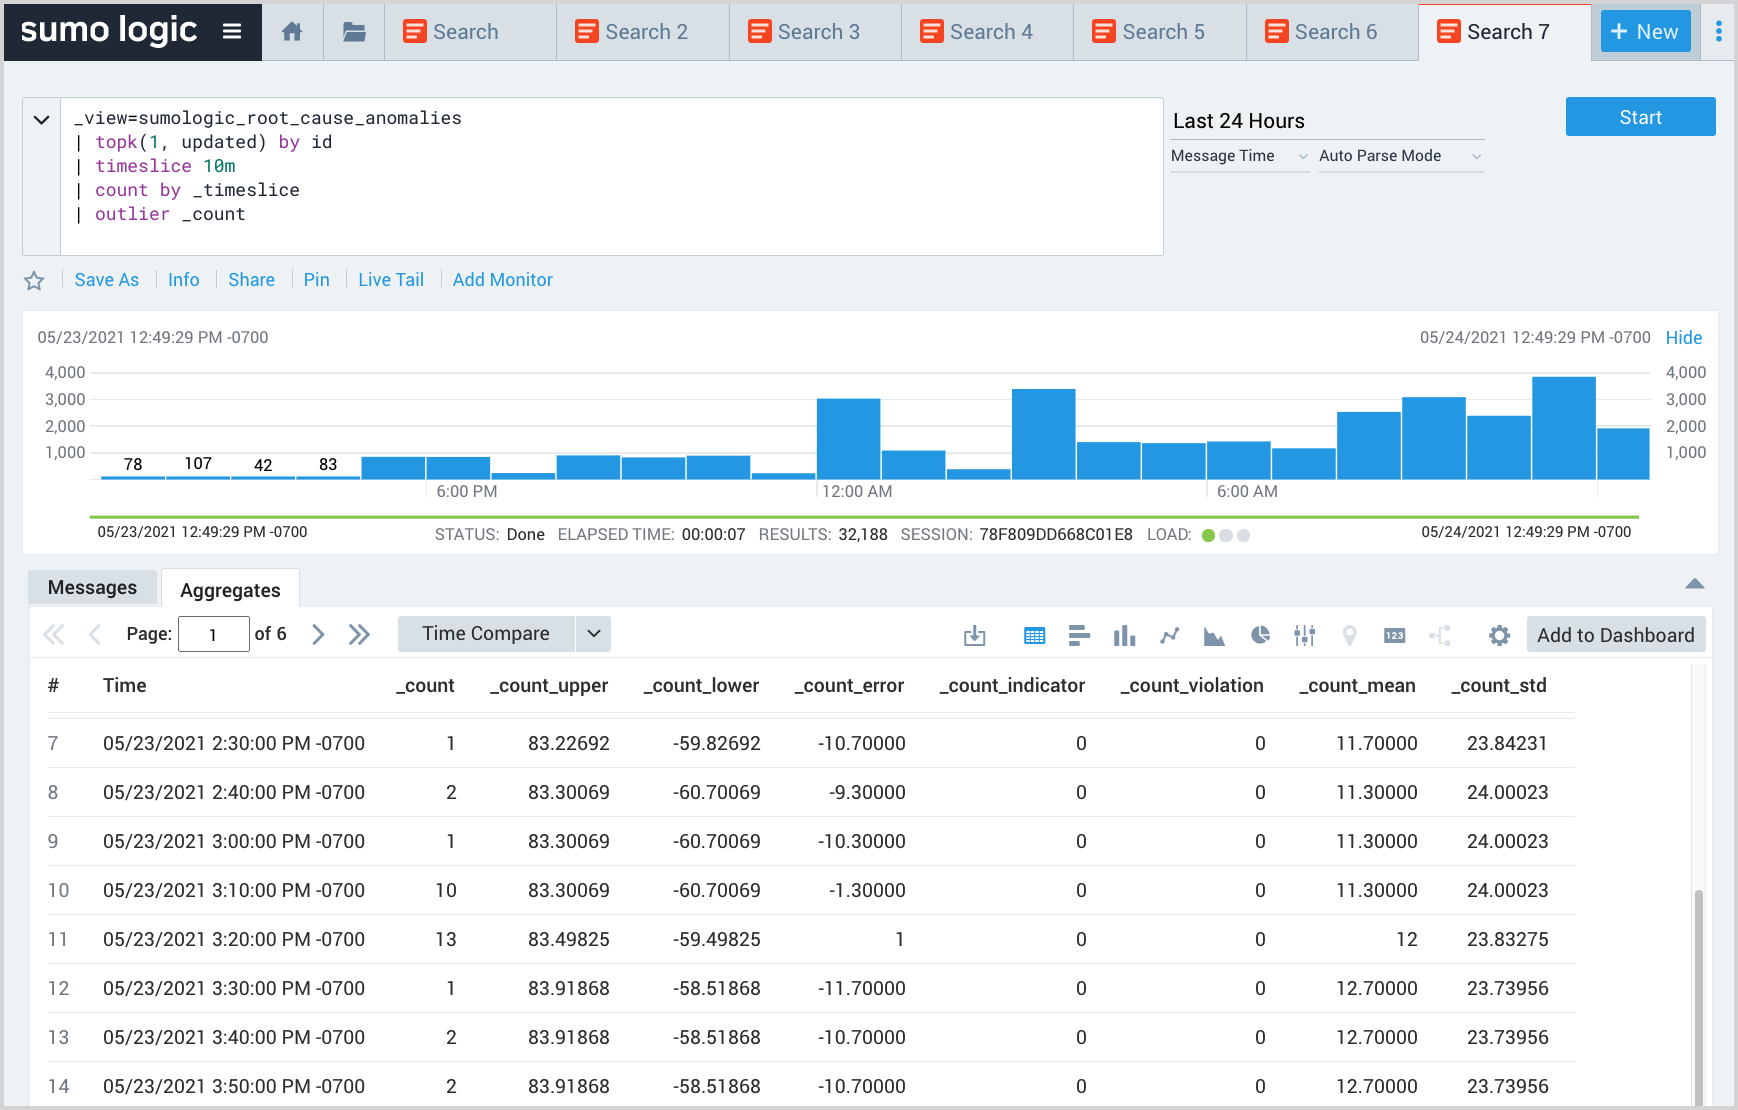 sumo logic Search Search 2 Search 3 Search 4 Search 5 Search 6 Search 7 + New
_view=sumologic_root_cause_anomalies
| topk(1, updated) by id
| timeslice 10m
| count by _timeslice
| outlier _count
Last 24 Hours
Message Time Auto Parse Mode
Start
Save As Info Share Pin Live Tail Add Monitor
05/23/2021 12:49:29 PM -0700 05/24/2021 12:49:29 PM -0700 Hide
4,000 4,000
3,000 3,000
2,000 2,000
1,000 1,000
78 107 42 83
6:00 PM 12:00 AM 6:00 AM
05/23/2021 12:49:29 PM -0700 STATUS: Done ELAPSED TIME: 00:00:07 RESULTS: 32,188 SESSION: 78F809DD668C01E8 LOAD: 05/24/2021 12:49:29 PM -0700
Messages Aggregates
Page: 1 of 6 Time Compare 123 Add to Dashboard
# Time _count _count_upper _count_lower _count_error _count_indicator _count_violation _count_mean _count_std
7 05/23/2021 2:30:00 PM -0700 1 83.22692 -59.82692 -10.70000 0 0 11.70000 23.84231
8 05/23/2021 2:40:00 PM -0700 2 83.30069 -60.70069 -9.30000 0 0 11.30000 24.00023
9 05/23/2021 3:00:00 PM -0700 1 83.30069 -60.70069 -10.30000 0 0 11.30000 24.00023
10 05/23/2021 3:10:00 PM -0700 10 83.30069 -60.70069 -1.30000 0 0 11.30000 24.00023
11 05/23/2021 3:20:00 PM -0700 13 83.49825 -59.49825 1 0 0 12 23.83275
12 05/23/2021 3:30:00 PM -0700 1 83.91868 -58.51868 -11.70000 0 0 12.70000 23.73956
13 05/23/2021 3:40:00 PM -0700 2 83.91868 -58.51868 -10.70000 0 0 12.70000 23.73956
14 05/23/2021 3:50:00 PM -0700 2 83.91868 -58.51868 -10.70000 0 0 12.70000 23.73956